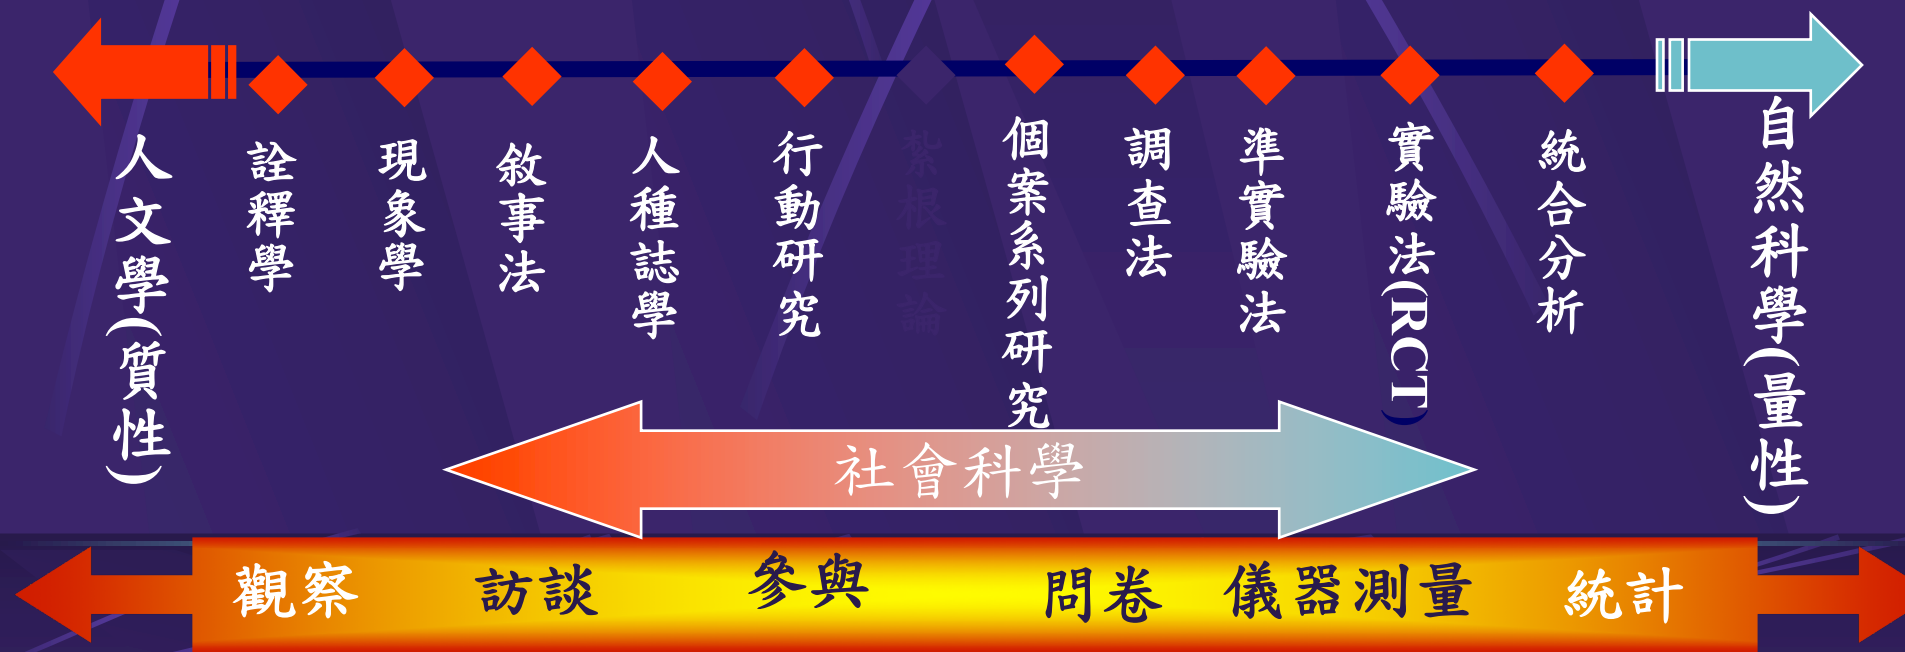 人文學(質性)
詮釋學
現象學
敘事法
人種誌學
行動研究
紮根理論
個案系列研究
調查法
準實驗法
實驗法(RCT)
統合分析
自然科學(量性)
社會科學
觀察 訪談 參與 問卷 儀器測量 統計